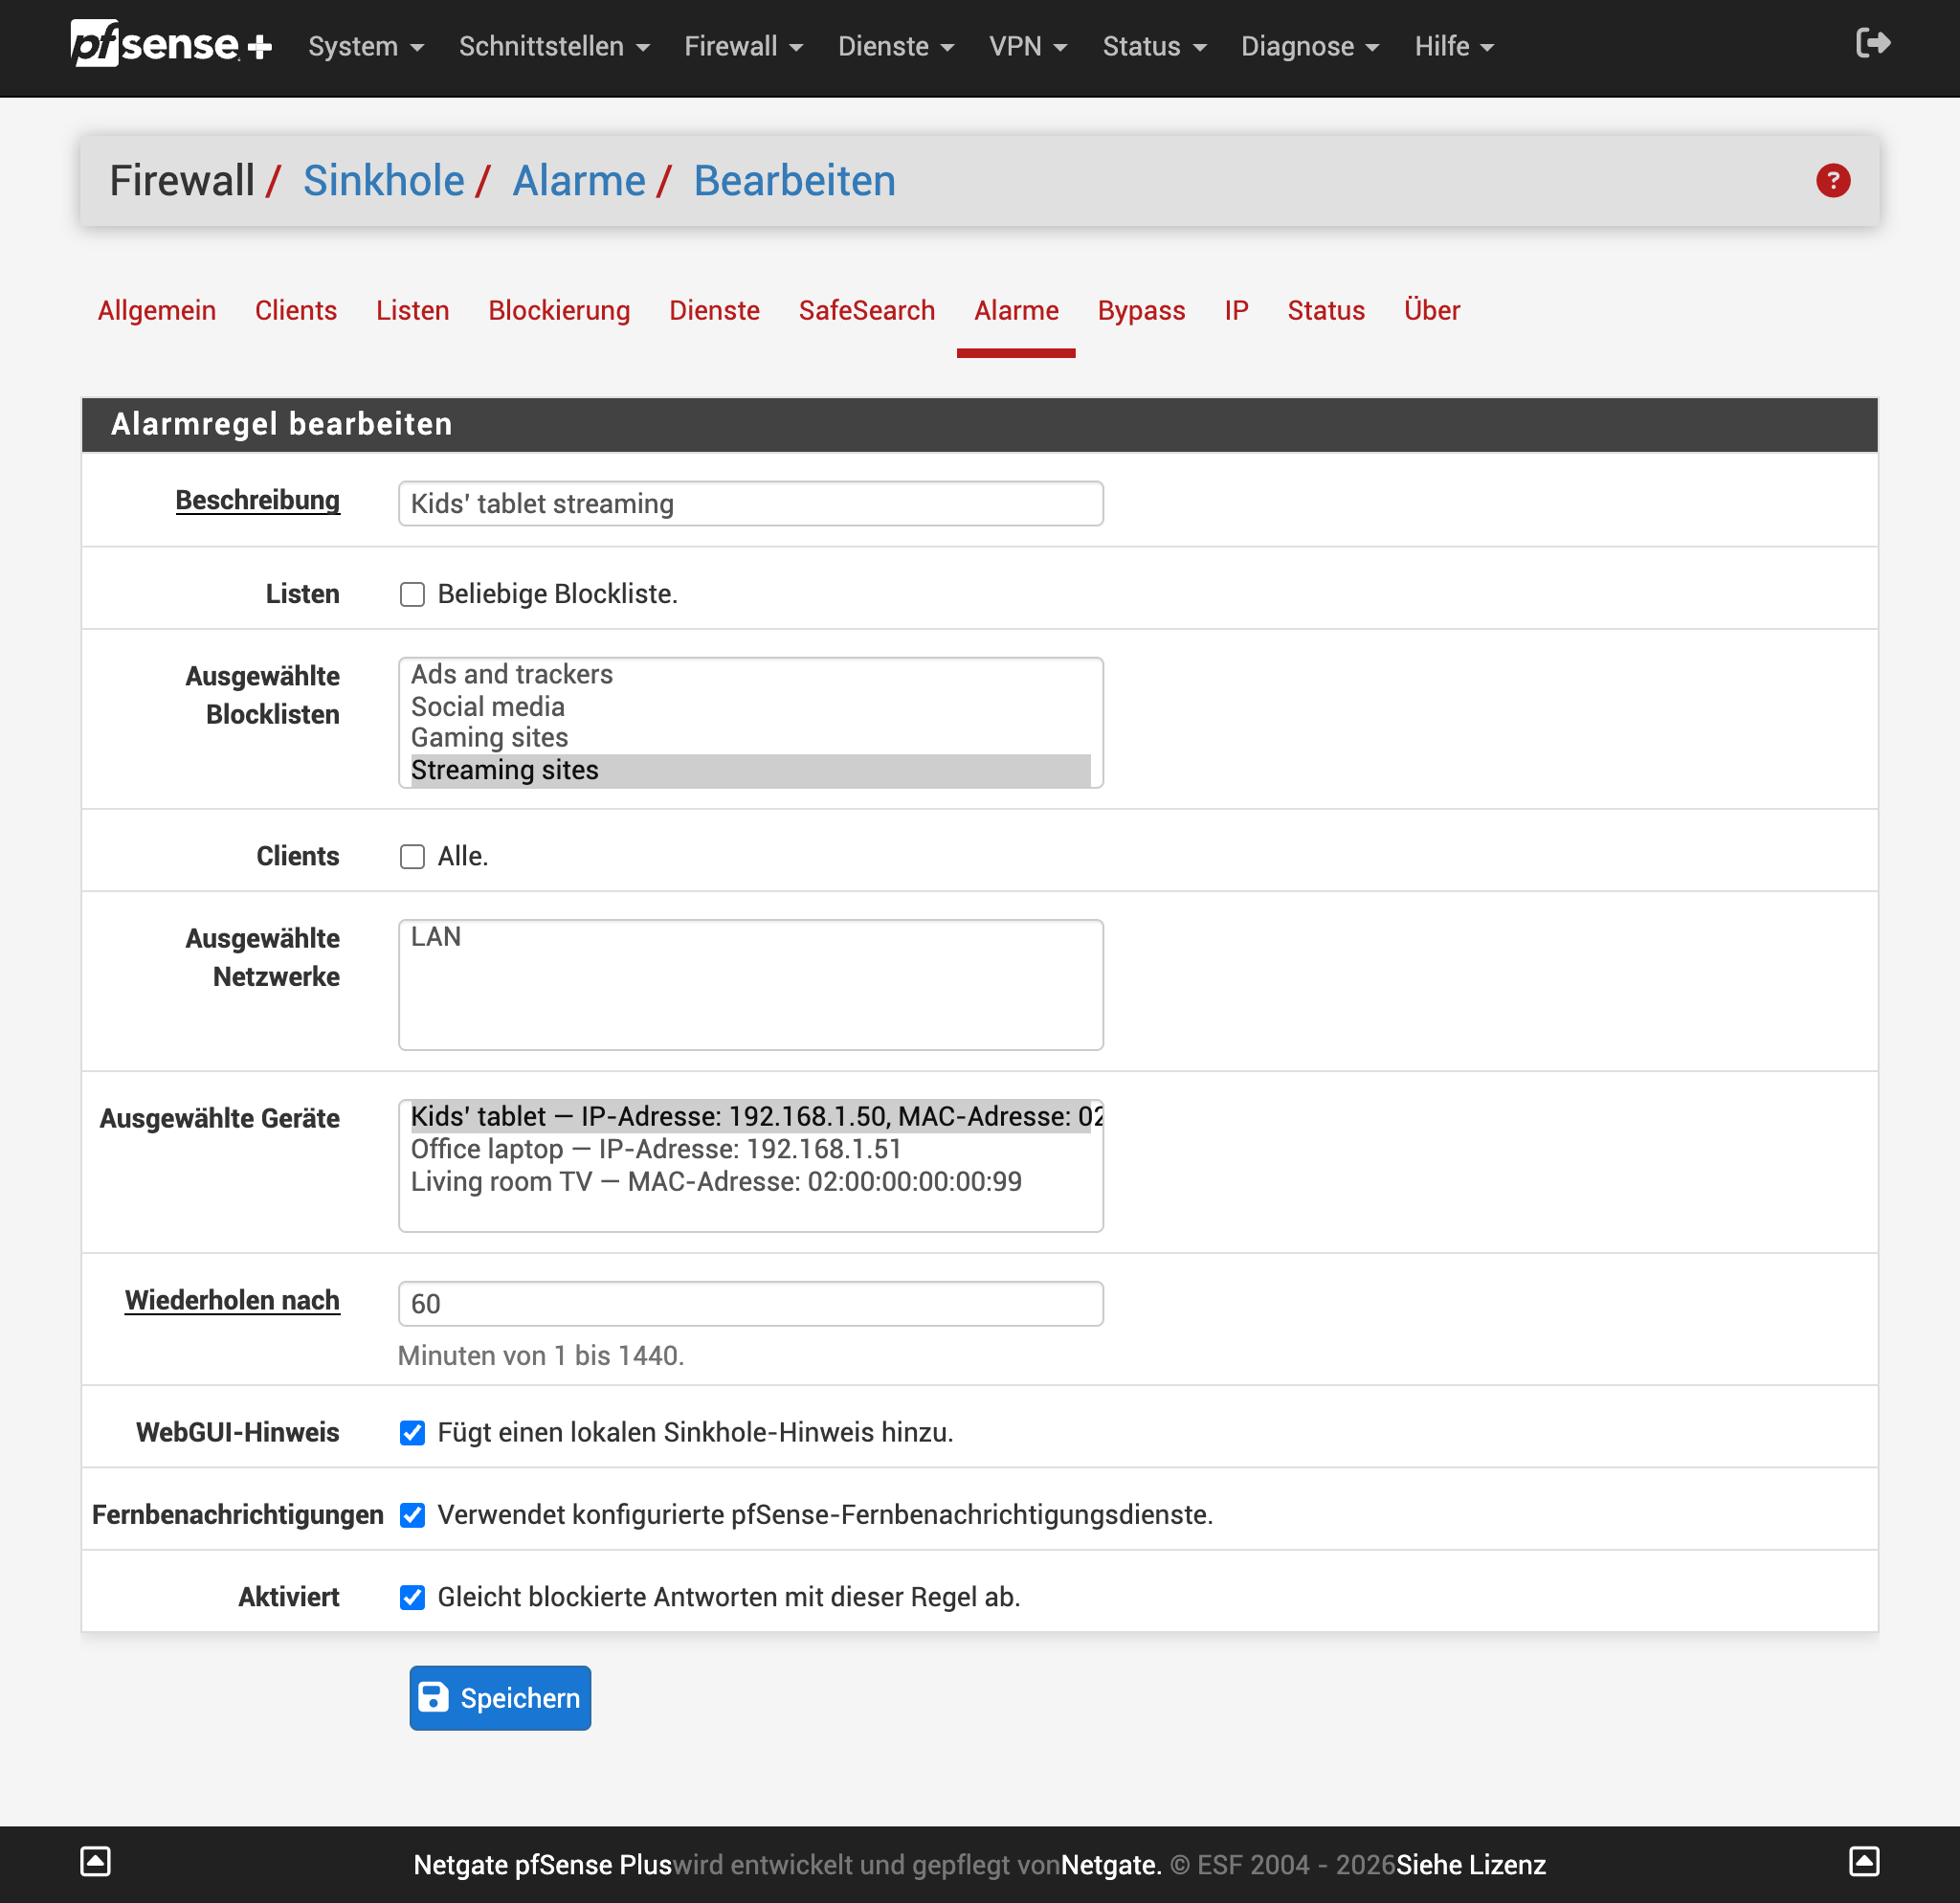 pfsense+ System Schnittstellen Firewall Dienste VPN Status Diagnose Hilfe
Firewall / Sinkhole / Alarme / Bearbeiten
Allgemein Clients Listen Blockierung Dienste SafeSearch Alarme Bypass IP Status Über
Alarmregel bearbeiten
Beschreibung Kids' tablet streaming
Listen Beliebige Blockliste.
Ausgewählte Blocklisten
Ads and trackers
Social media
Gaming sites
Streaming sites
Clients Alle.
Ausgewählte Netzwerke
LAN
Ausgewählte Geräte
Kids' tablet — IP-Adresse: 192.168.1.50, MAC-Adresse: 02
Office laptop — IP-Adresse: 192.168.1.51
Living room TV — MAC-Adresse: 02:00:00:00:00:99
Wiederholen nach 60
Minuten von 1 bis 1440.
WebGUI-Hinweis Fügt einen lokalen Sinkhole-Hinweis hinzu.
Fernbenachrichtigungen Verwendet konfigurierte pfSense-Fernbenachrichtigungsdienste.
Aktiviert Gleicht blockierte Antworten mit dieser Regel ab.
Speichern
Netgate pfSense Pluswird entwickelt und gepflegt vonNetgate. © ESF 2004 - 2026Siehe Lizenz